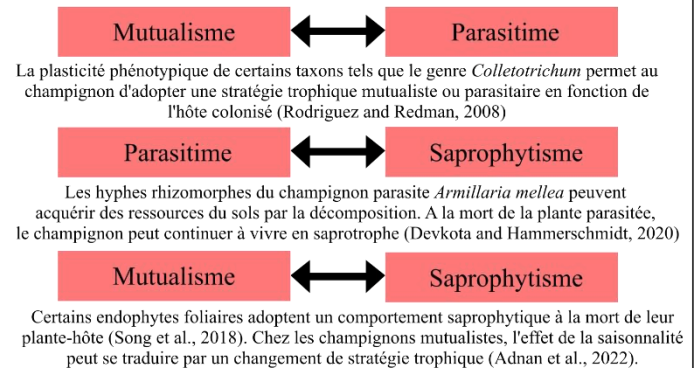 Mutualisme Parasitime
La plasticité phénotypique de certains taxons tels que le genre Colletotrichum permet au
champignon d'adopter une stratégie trophique mutualiste ou parasitaire en fonction de
l'hôte colonisé (Rodriguez and Redman, 2008)
Parasitime Saprophytisme
Les hyphes rhizomorphes du champignon parasite Armillaria mellea peuvent
acquérir des ressources du sols par la décomposition. A la mort de la plante parasitée,
le champignon peut continuer à vivre en saprotrophe (Devkota and Hammerschmidt, 2020)
Mutualisme Saprophytisme
Certains endophytes foliaires adoptent un comportement saprophytique à la mort de leur
plante-hôte (Song et al., 2018). Chez les champignons mutualistes, l'effet de la saisonnalité
peut se traduire par un changement de stratégie trophique (Adnan et al., 2022).